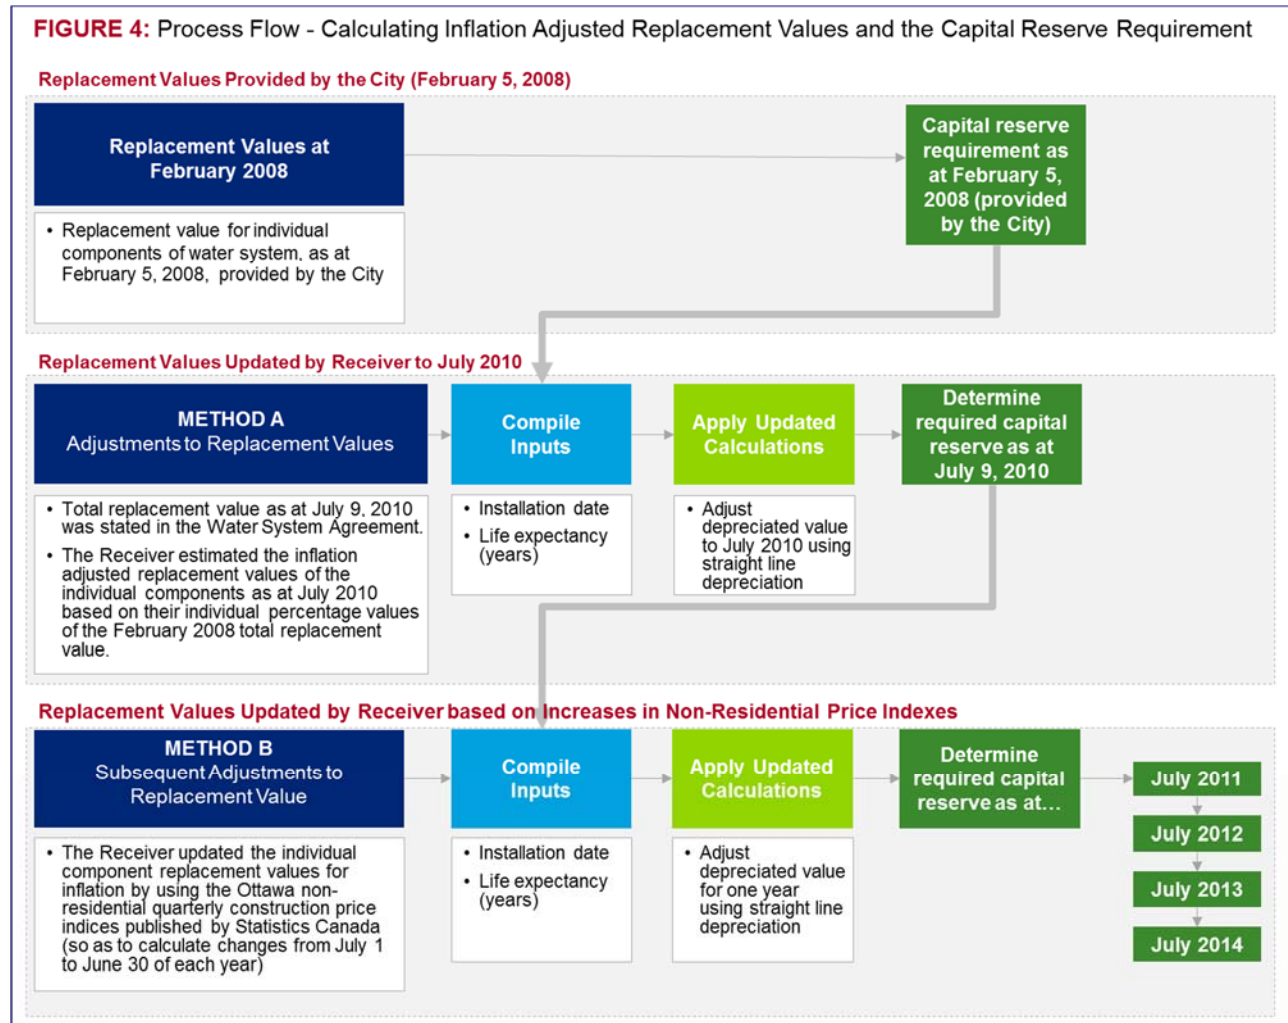 FIGURE 4: Process Flow - Calculating Inflation Adjusted Replacement Values and the Capital Reserve Requirement
Replacement Values Provided by the City (February 5, 2008)
Replacement Values at
February 2008
• Replacement value for individual
components of water system, as at
February 5, 2008, provided by the City
Capital reserve
requirement as
at February 5,
2008 (provided
by the City)
Replacement Values Updated by Receiver to July 2010
METHOD A
Adjustments to Replacement Values
• Total replacement value as at July 9, 2010
was stated in the Water System Agreement.
• The Receiver estimated the inflation
adjusted replacement values of the
individual components as at July 2010
based on their individual percentage values
of the February 2008 total replacement
value.
Compile
Inputs
• Installation date
• Life expectancy
(years)
Apply Updated
Calculations
• Adjust
depreciated value
to July 2010 using
straight line
depreciation
Determine
required capital
reserve as at
July 9, 2010
Replacement Values Updated by Receiver based on Increases in Non-Residential Price Indexes
METHOD B
Subsequent Adjustments to
Replacement Value
• The Receiver updated the individual
component replacement values for
inflation by using the Ottawa non-
residential quarterly construction price
indices published by Statistics Canada
(so as to calculate changes from July 1
to June 30 of each year)
Compile
Inputs
• Installation date
• Life expectancy
(years)
Apply Updated
Calculations
• Adjust
depreciated value
for one year
using straight line
depreciation
Determine
required capital
reserve as at…
July 2011
July 2012
July 2013
July 2014